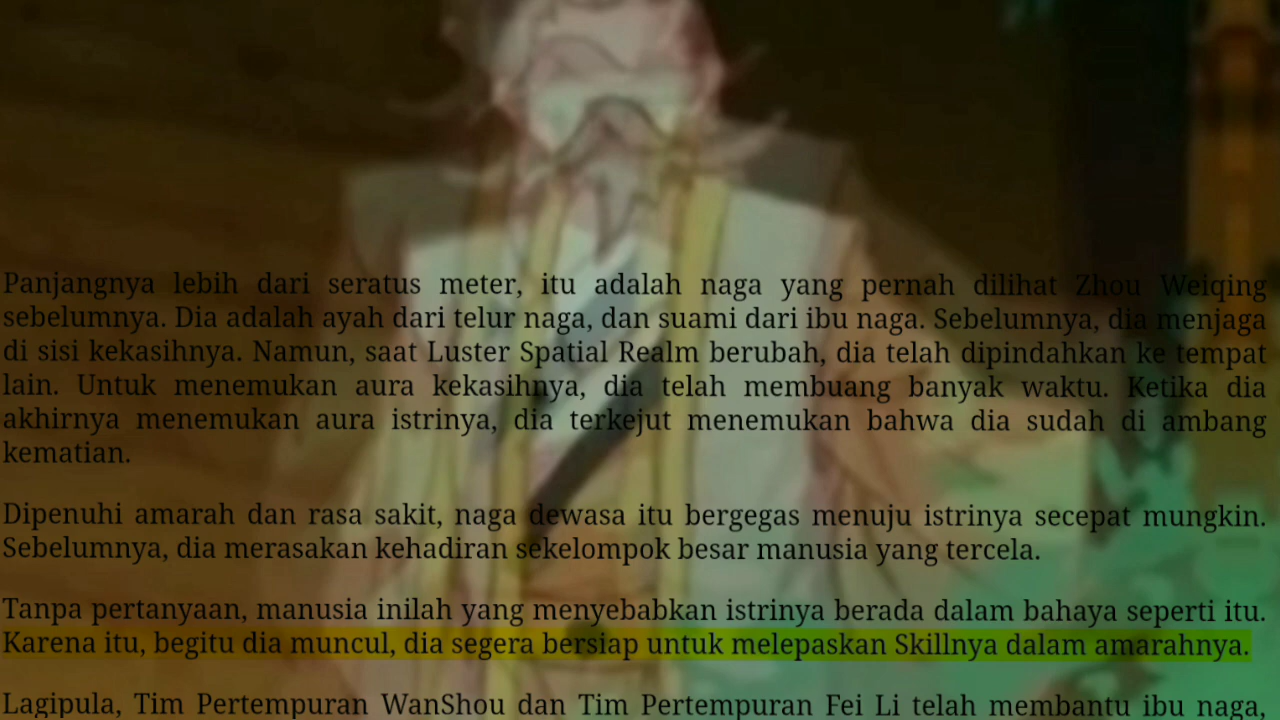 Panjangnya lebih dari seratus meter, itu adalah naga yang pernah dilihat Zhou Weiqing
sebelumnya. Dia adalah ayah dari telur naga, dan suami dari ibu naga. Sebelumnya, dia menjaga
di sisi kekasihnya. Namun, saat Luster Spatial Realm berubah, dia telah dipindahkan ke tempat
lain. Untuk menemukan aura kekasihnya, dia telah membuang banyak waktu. Ketika dia
akhirnya menemukan aura istrinya, dia terkejut menemukan bahwa dia sudah di ambang
kematian.
Dipenuhi amarah dan rasa sakit, naga dewasa itu bergegas menuju istrinya secepat mungkin.
Sebelumnya, dia merasakan kehadiran sekelompok besar manusia yang tercela.
Tanpa pertanyaan, manusia inilah yang menyebabkan istrinya berada dalam bahaya seperti itu.
Karena itu, begitu dia muncul, dia segera bersiap untuk melepaskan Skillnya dalam amarahnya.
Lagipula, Tim Pertempuran WanShou dan Tim Pertempuran Fei Li telah membantu ibu naga,